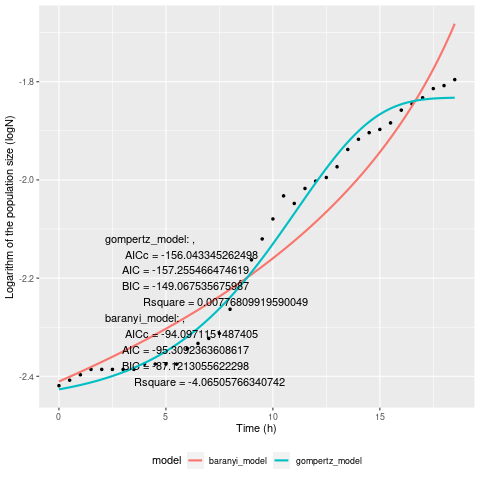 -1.8
-2.0
-2.2
-2.4
Logarithm of the population size (logN)
gompertz_model: ,
AICc = -156.043345262498
AIC = -157.255466474619
BIC = -149.067535675987
Rsquare = 0.00776809919590049
baranyi_model: ,
AICc = -94.0971151487405
AIC = -95.3092363608617
BIC = -87.1213055622298
Rsquare = -4.06505766340742
0 5 10 15
Time (h)
model baranyi_model gompertz_model